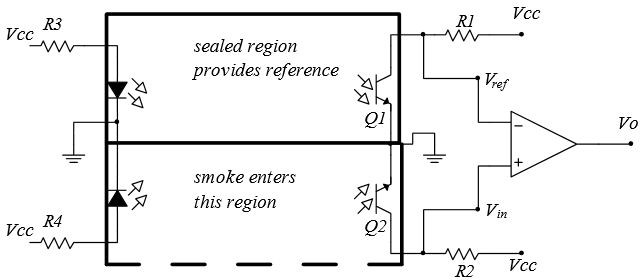 R3
Vcc
sealed region
provides reference
Q1
R1
Vcc
Vref
−
+
Vo
smoke enters
this region
Q2
Vin
R4
Vcc
R2
Vcc